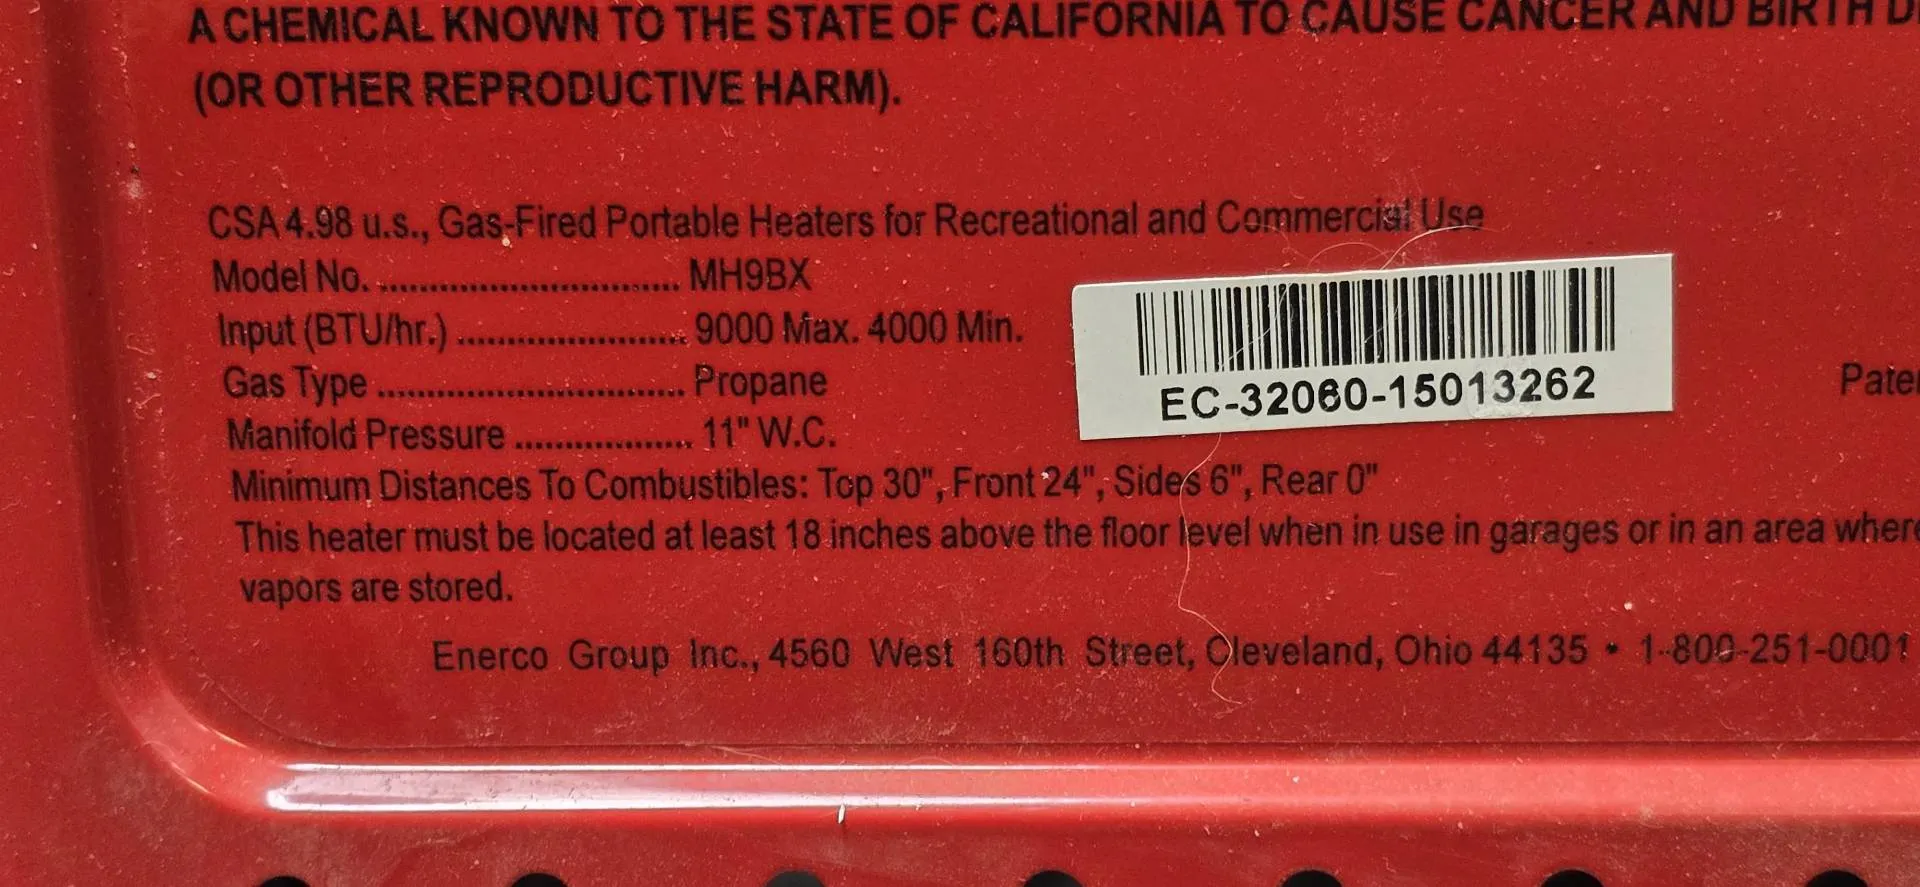 A CHEMICAL KNOWN TO THE STATE OF CALIFORNIA TO CAUSE CANCER AND BIRTH D
(OR OTHER REPRODUCTIVE HARM).
CSA 4.98 u.s., Gas-Fired Portable Heaters for Recreational and Commercial Use
Model No. .............................. MH9BX
Input (BTU/hr.) ....................... 9000 Max. 4000 Min.
Gas Type ............................... Propane
Manifold Pressure .................. 11" W.C.
EC-32060-15013262
Paten
Minimum Distances To Combustibles: Top 30", Front 24", Sides 6", Rear 0"
This heater must be located at least 18 inches above the floor level when in use in garages or in an area where
vapors are stored.
Enerco Group Inc., 4560 West 160th Street, Cleveland, Ohio 44135 • 1-800-251-0001